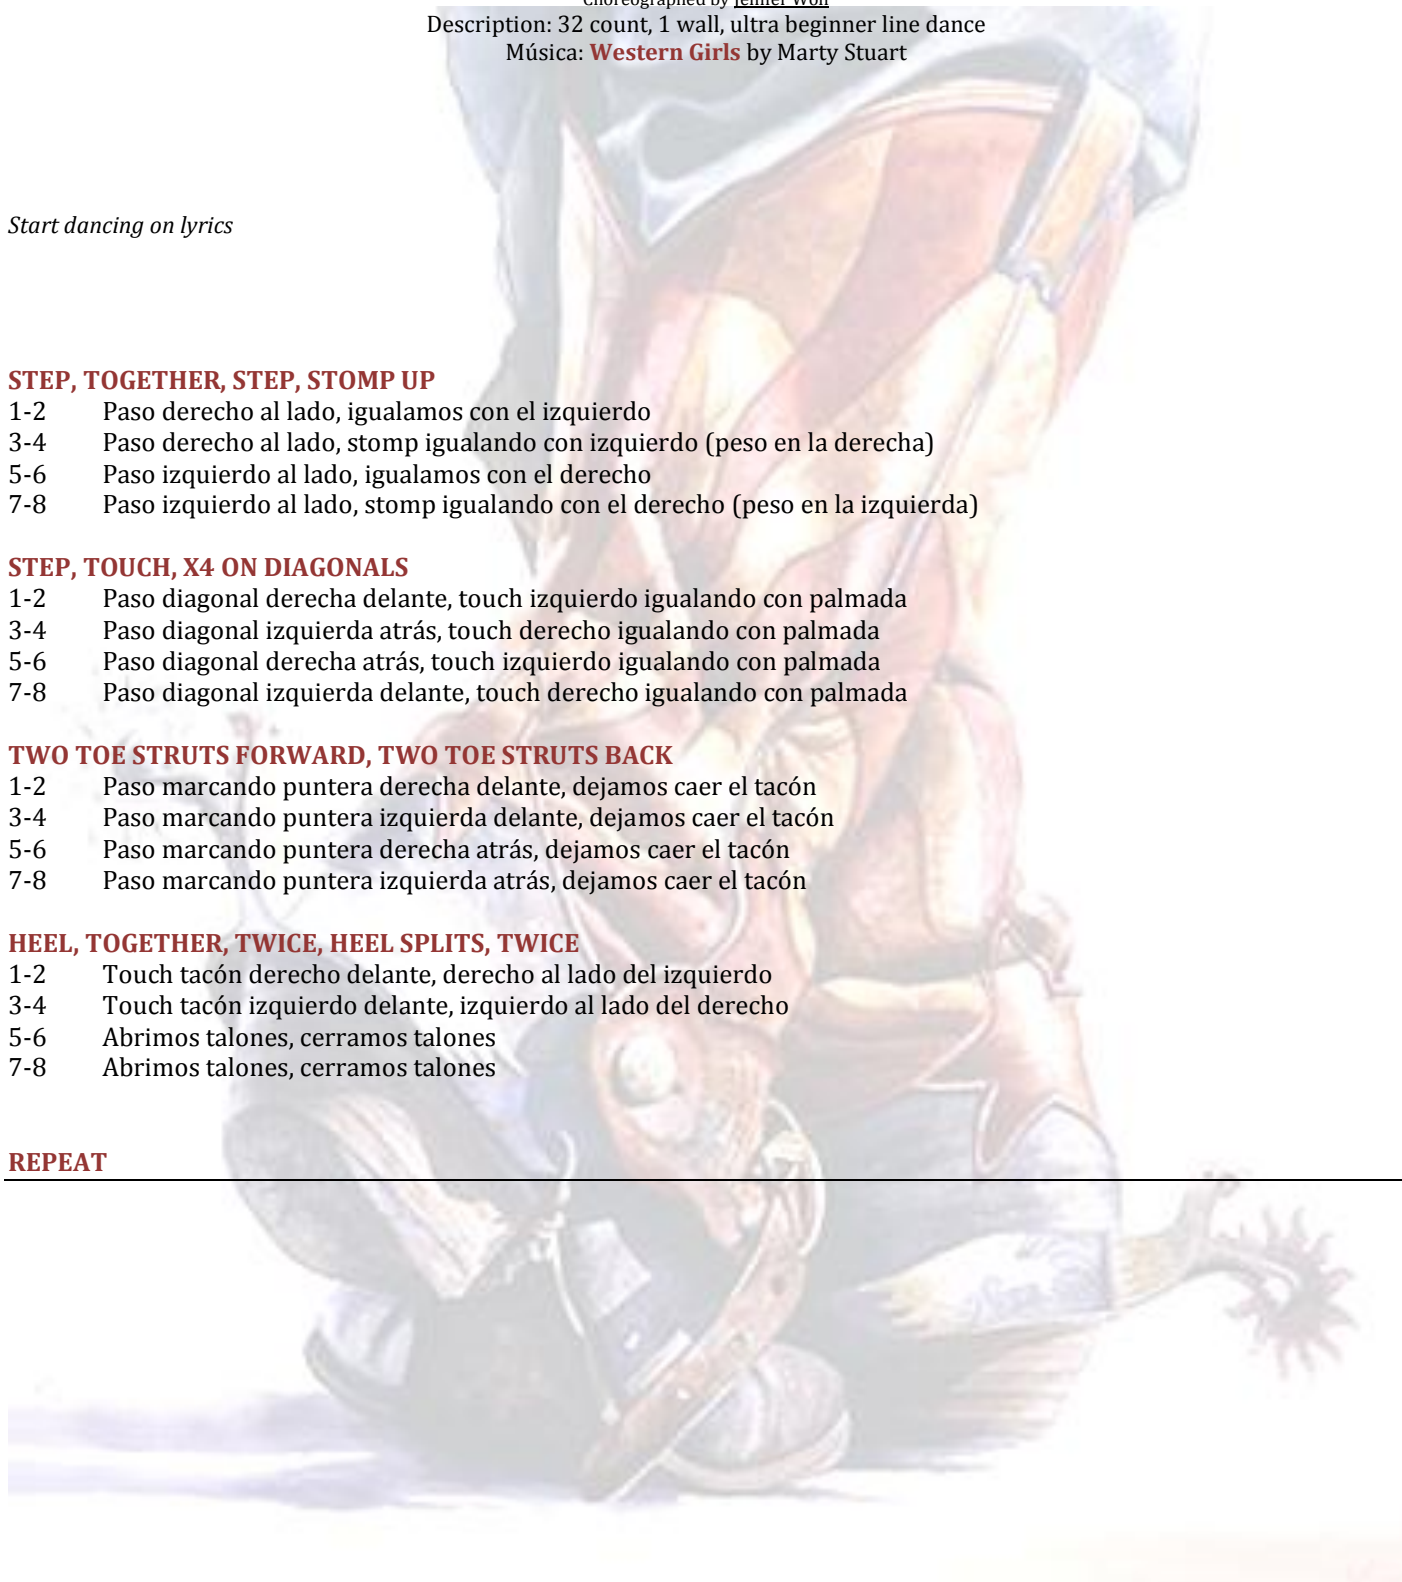 Choreographed by Jennifer Wolf
Description: 32 count, 1 wall, ultra beginner line dance
Música: Western Girls by Marty Stuart
Start dancing on lyrics
STEP, TOGETHER, STEP, STOMP UP
1-2 Paso derecho al lado, igualamos con el izquierdo
3-4 Paso derecho al lado, stomp igualando con izquierdo (peso en la derecha)
5-6 Paso izquierdo al lado, igualamos con el derecho
7-8 Paso izquierdo al lado, stomp igualando con el derecho (peso en la izquierda)
STEP, TOUCH, X4 ON DIAGONALS
1-2 Paso diagonal derecha delante, touch izquierdo igualando con palmada
3-4 Paso diagonal izquierda atrás, touch derecho igualando con palmada
5-6 Paso diagonal derecha atrás, touch izquierdo igualando con palmada
7-8 Paso diagonal izquierda delante, touch derecho igualando con palmada
TWO TOE STRUTS FORWARD, TWO TOE STRUTS BACK
1-2 Paso marcando puntera derecha delante, dejamos caer el tacón
3-4 Paso marcando puntera izquierda delante, dejamos caer el tacón
5-6 Paso marcando puntera derecha atrás, dejamos caer el tacón
7-8 Paso marcando puntera izquierda atrás, dejamos caer el tacón
HEEL, TOGETHER, TWICE, HEEL SPLITS, TWICE
1-2 Touch tacón derecho delante, derecho al lado del izquierdo
3-4 Touch tacón izquierdo delante, izquierdo al lado del derecho
5-6 Abrimos talones, cerramos talones
7-8 Abrimos talones, cerramos talones
REPEAT